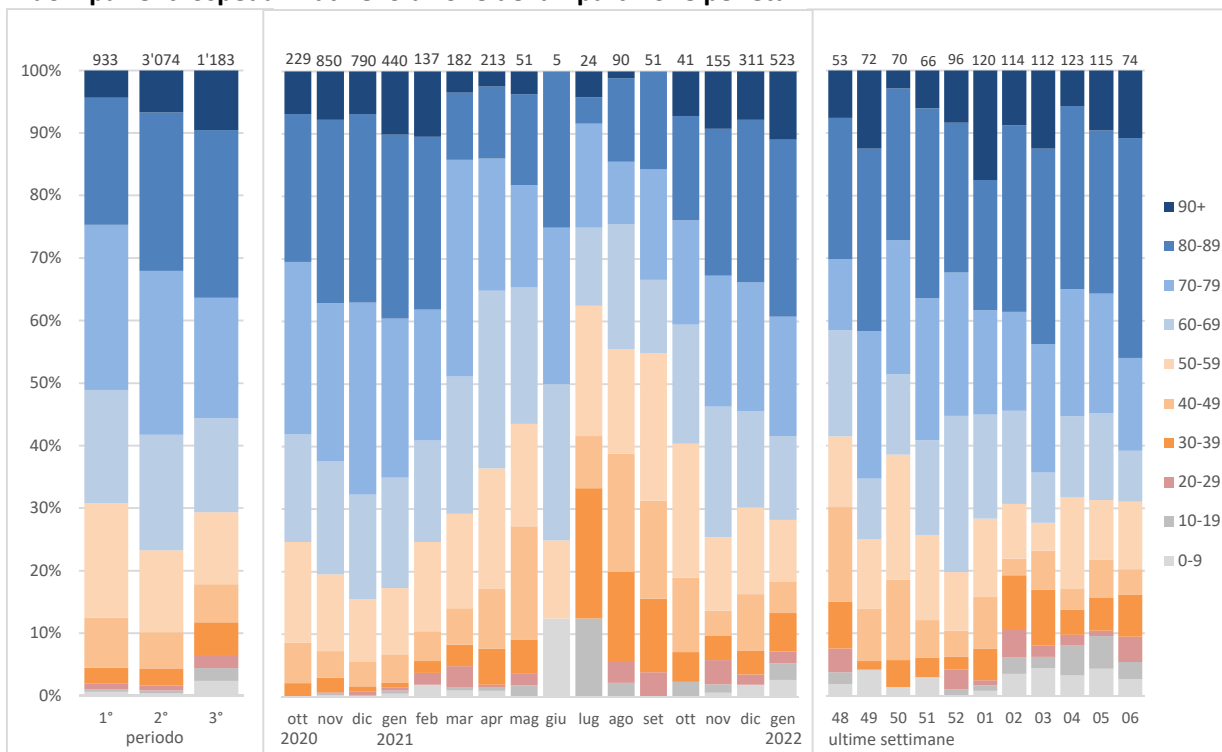 933 3'074 1'183
229 850 790 440 137 182 213 51 5 24 90 51 41 155 311 523
53 72 70 66 96 120 114 112 123 115 74
100%
90%
80%
70%
60%
50%
40%
30%
20%
10%
0%
1° 2° 3°
periodo
ott nov dic gen feb mar apr mag giu lug ago set ott nov dic gen
2020 2021 2022
48 49 50 51 52 01 02 03 04 05 06
ultime settimane
90+
80-89
70-79
60-69
50-59
40-49
30-39
20-29
10-19
0-9